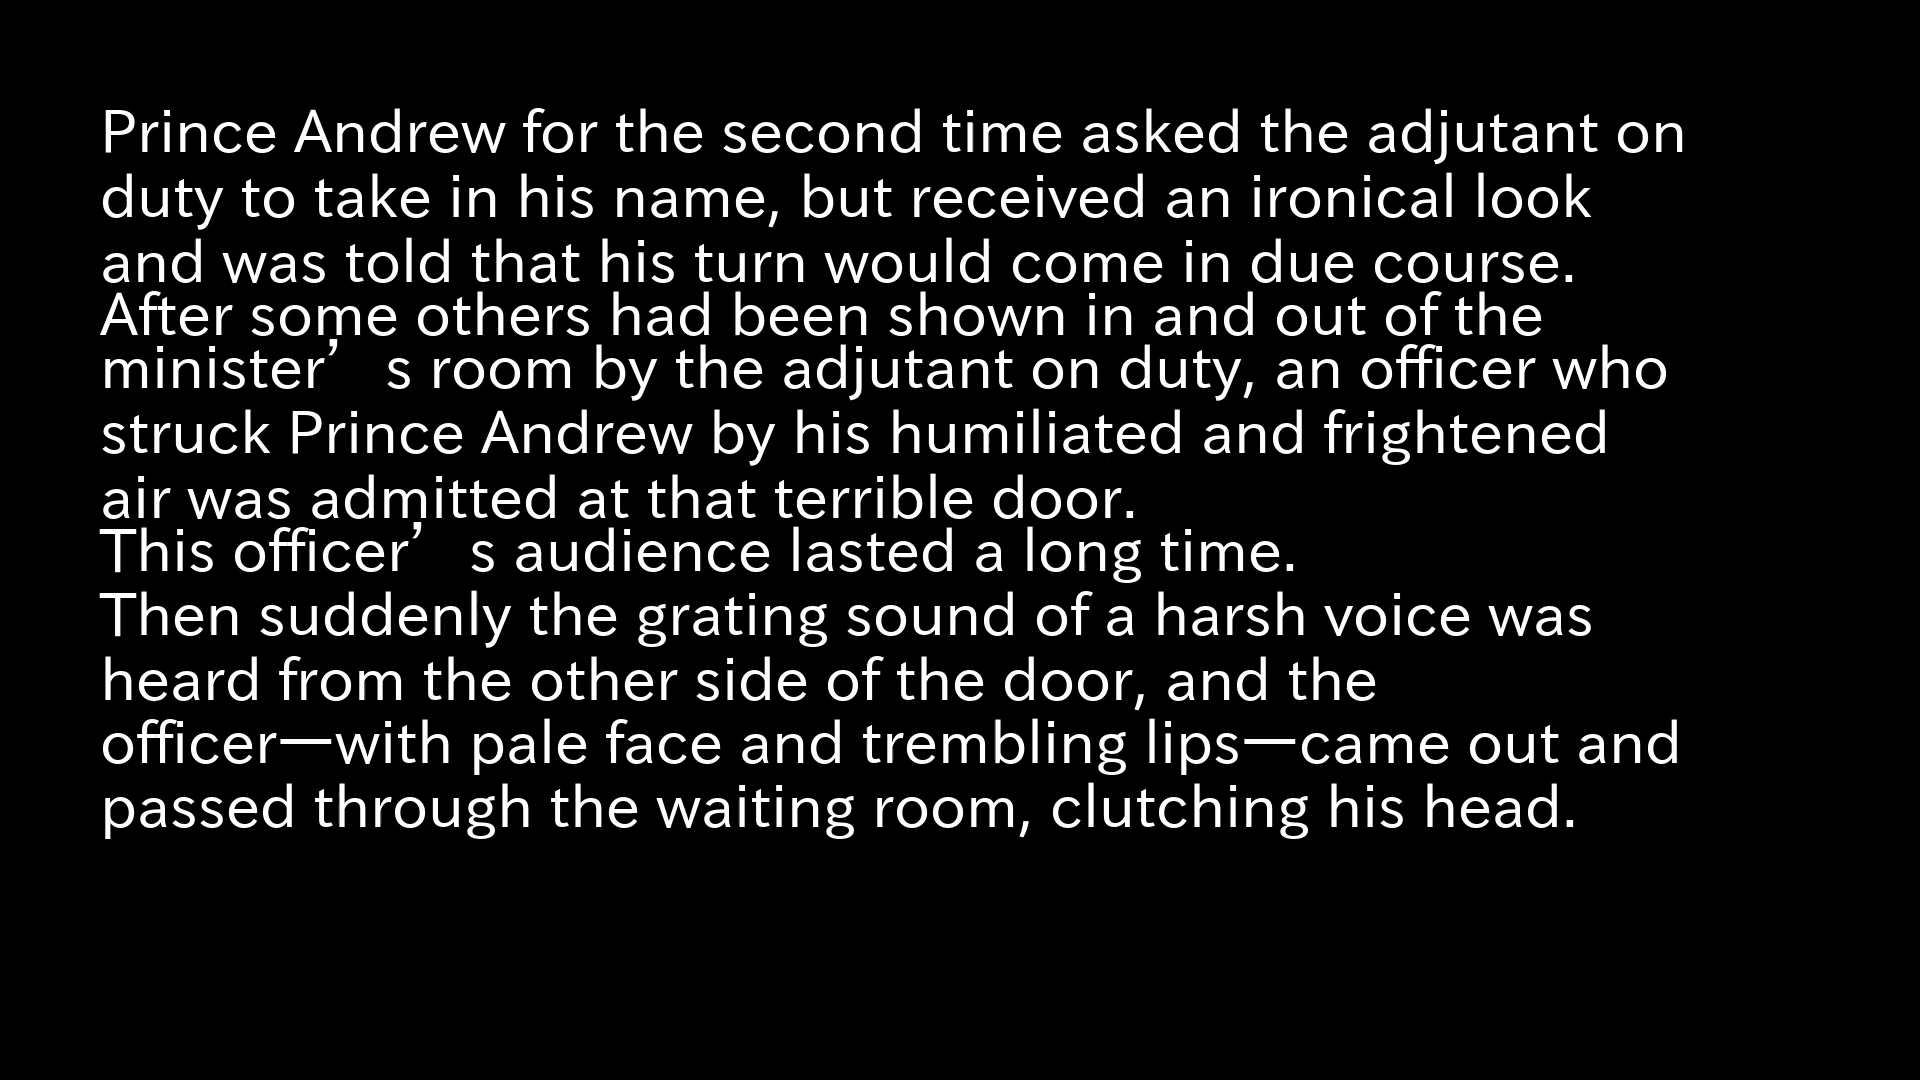 Prince Andrew for the second time asked the adjutant on
duty to take in his name, but received an ironical look
and was told that his turn would come in due course.
After some others had been shown in and out of the
minister’s room by the adjutant on duty, an officer who
struck Prince Andrew by his humiliated and frightened
air was admitted at that terrible door.
This officer’s audience lasted a long time.
Then suddenly the grating sound of a harsh voice was
heard from the other side of the door, and the
officer—with pale face and trembling lips—came out and
passed through the waiting room, clutching his head.